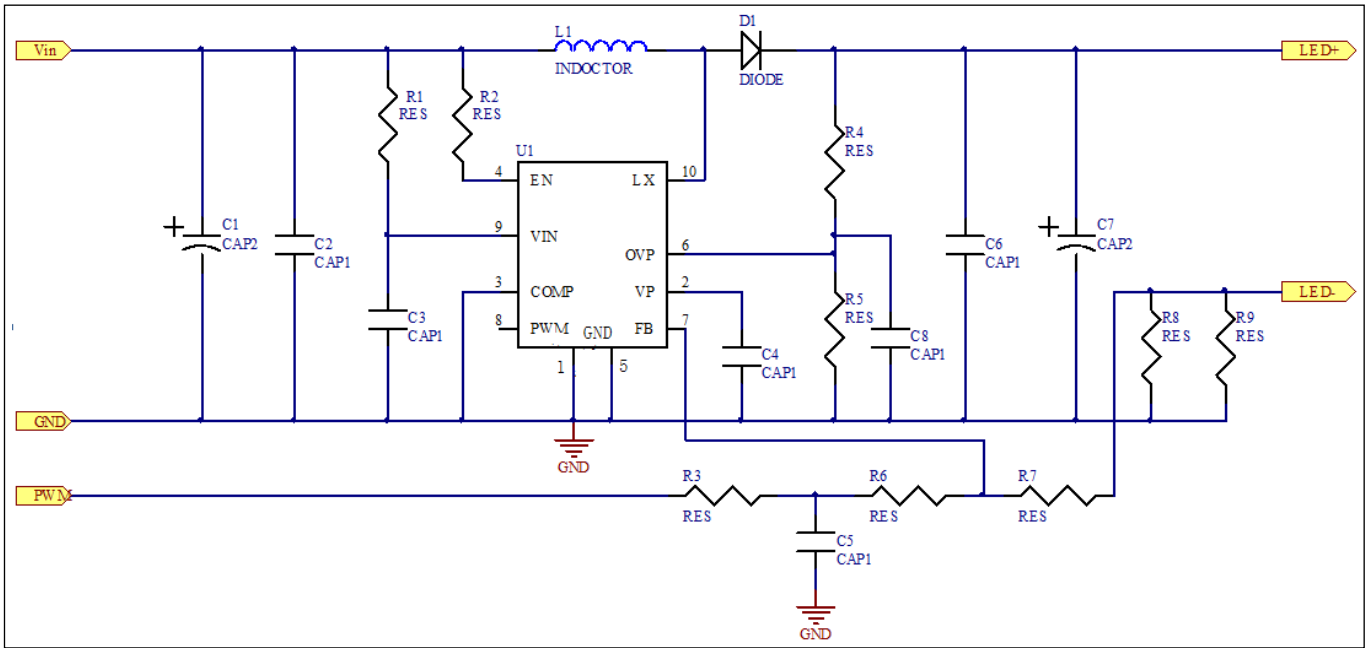 Vin
L1
INDOCTOR
D1
DIODE
LED+
R1
RES
R2
RES
U1
4
EN
LX
10
9
VIN
OVP
6
3
COMP
VP
2
8
PWM
GND
FB
7
1
5
R4
RES
R5
RES
C1
CAP2
C2
CAP1
C3
CAP1
C4
CAP1
C8
CAP1
C6
CAP1
C7
CAP2
LED-
R8
RES
R9
RES
GND
GND
PWM
R3
RES
R6
RES
R7
RES
C5
CAP1
GND